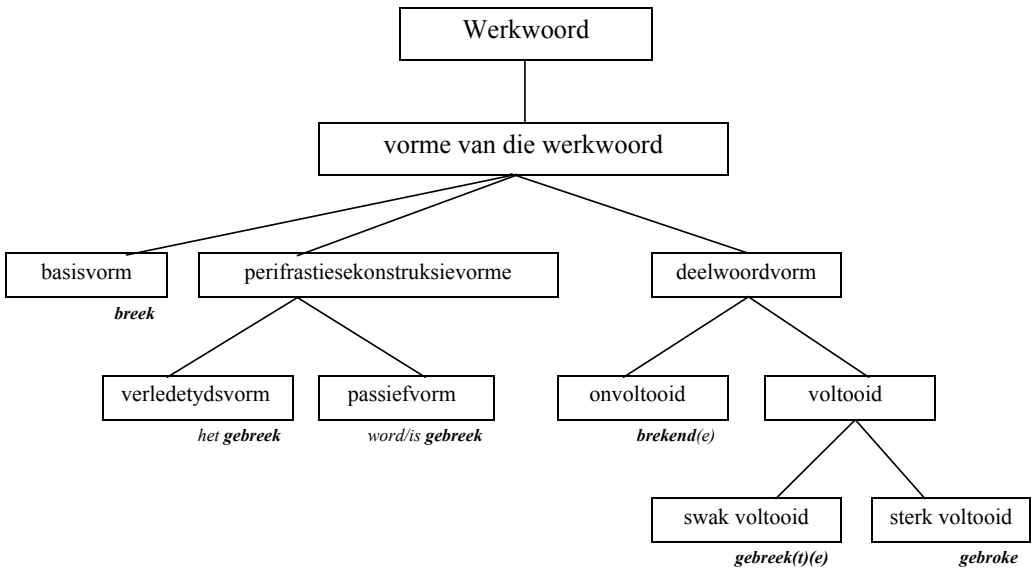 Werkwoord
vorme van die werkwoord
basisvorm
perifrastiesekonstruksievorme
deelwoordvorm
breek
verledetydsvorm
passiefvorm
onvoltooid
voltooid
het gebreek
word/is gebreek
brekend(e)
swak voltooid
sterk voltooid
gebreek(t)(e)
gebroke